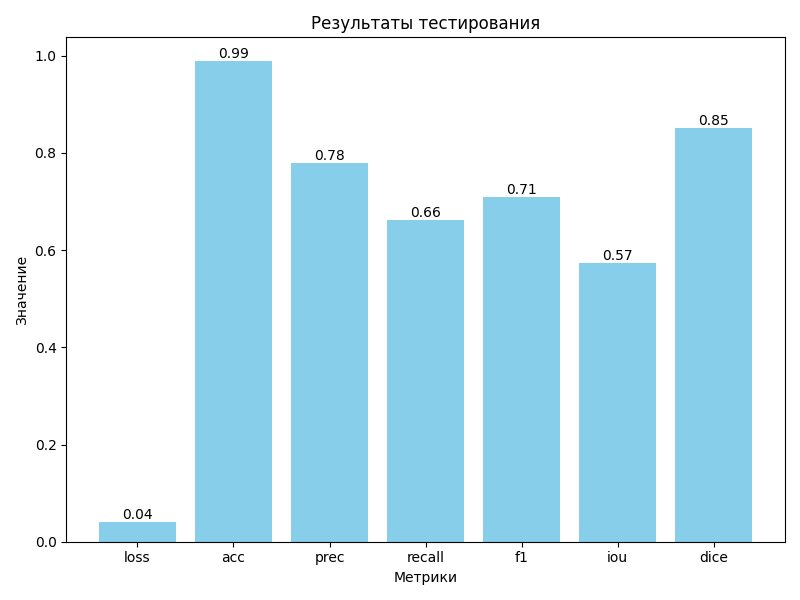 Результаты тестирования
1.0
0.8
0.6
0.4
0.2
0.0
Значение
0.04
0.99
0.78
0.66
0.71
0.57
0.85
loss
acc
prec
recall
f1
iou
dice
Метрики